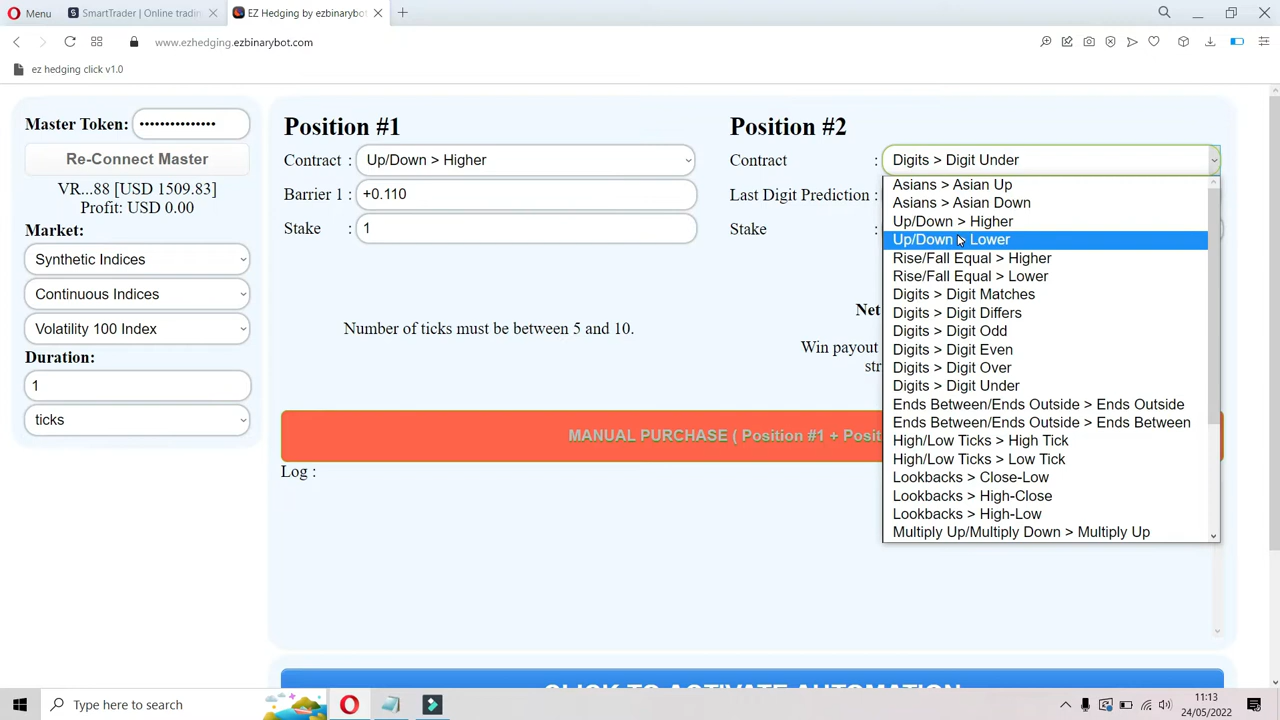 Menu
SmartTrader | Online tradin
EZ Hedging by ezbinarybot
www.ezhedging.ezbinarybot.com
ez hedging click v1.0
Master Token: •••••••••••••••
Re-Connect Master
VR...88 [USD 1509.83]
Profit: USD 0.00
Market:
Synthetic Indices
Continuous Indices
Volatility 100 Index
Duration:
1
ticks
Position #1
Contract : Up/Down > Higher
Barrier 1 : +0.110
Stake : 1
Number of ticks must be between 5 and 10.
Position #2
Contract : Digits > Digit Under
Last Digit Prediction :
Stake :
Asians > Asian Up
Asians > Asian Down
Up/Down > Higher
Up/Down > Lower
Rise/Fall Equal > Higher
Rise/Fall Equal > Lower
Digits > Digit Matches
Digits > Digit Differs
Digits > Digit Odd
Digits > Digit Even
Digits > Digit Over
Digits > Digit Under
Ends Between/Ends Outside > Ends Outside
Ends Between/Ends Outside > Ends Between
High/Low Ticks > High Tick
High/Low Ticks > Low Tick
Lookbacks > Close-Low
Lookbacks > High-Close
Lookbacks > High-Low
Multiply Up/Multiply Down > Multiply Up
Net
Win payout
str
MANUAL PURCHASE ( Position #1 + Posit
Log :
CLICK TO ACTIVATE AUTOMATION
Type here to search
11:13
24/05/2022